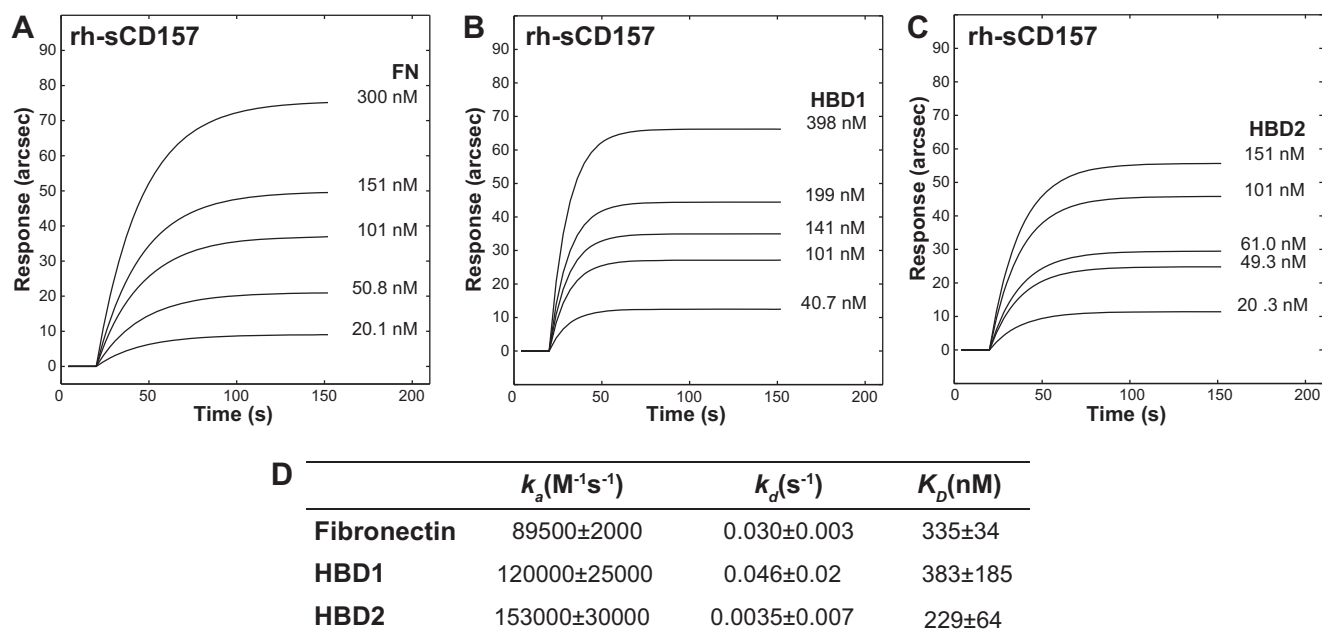 A
rh-sCD157
FN
300 nM
151 nM
101 nM
50.8 nM
20.1 nM
Response (arcsec)
90
80
70
60
50
40
30
20
10
0
0 50 100 150 200
Time (s)
B
rh-sCD157
HBD1
398 nM
199 nM
141 nM
101 nM
40.7 nM
Response (arcsec)
90
80
70
60
50
40
30
20
10
0
0 50 100 150 200
Time (s)
C
rh-sCD157
HBD2
151 nM
101 nM
61.0 nM
49.3 nM
20 .3 nM
Response (arcsec)
90
80
70
60
50
40
30
20
10
0
0 50 100 150 200
Time (s)
D
kₐ(M⁻¹s⁻¹) k_d(s⁻¹) K_D(nM)
Fibronectin 89500±2000 0.030±0.003 335±34
HBD1 120000±25000 0.046±0.02 383±185
HBD2 153000±30000 0.0035±0.007 229±64